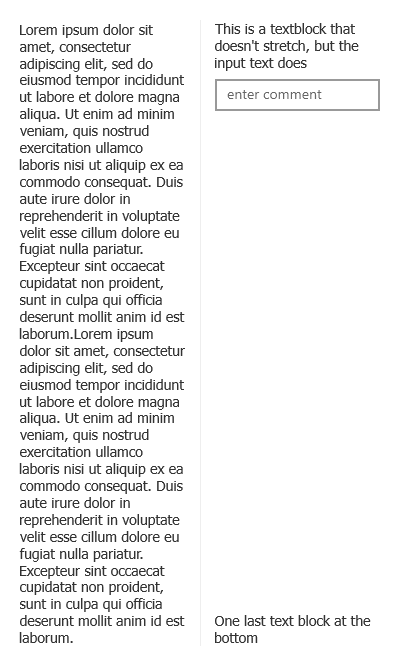 Lorem ipsum dolor sit
amet, consectetur
adipiscing elit, sed do
eiusmod tempor incididunt
ut labore et dolore magna
aliqua. Ut enim ad minim
veniam, quis nostrud
exercitation ullamco
laboris nisi ut aliquip ex ea
commodo consequat. Duis
aute irure dolor in
reprehenderit in voluptate
velit esse cillum dolore eu
fugiat nulla pariatur.
Excepteur sint occaecat
cupidatat non proident,
sunt in culpa qui officia
deserunt mollit anim id est
laborum.Lorem ipsum
dolor sit amet, consectetur
adipiscing elit, sed do
eiusmod tempor incididunt
ut labore et dolore magna
aliqua. Ut enim ad minim
veniam, quis nostrud
exercitation ullamco
laboris nisi ut aliquip ex ea
commodo consequat. Duis
aute irure dolor in
reprehenderit in voluptate
velit esse cillum dolore eu
fugiat nulla pariatur.
Excepteur sint occaecat
cupidatat non proident,
sunt in culpa qui officia
deserunt mollit anim id est
laborum.
This is a textblock that
doesn't stretch, but the
input text does
enter comment
One last text block at the
bottom